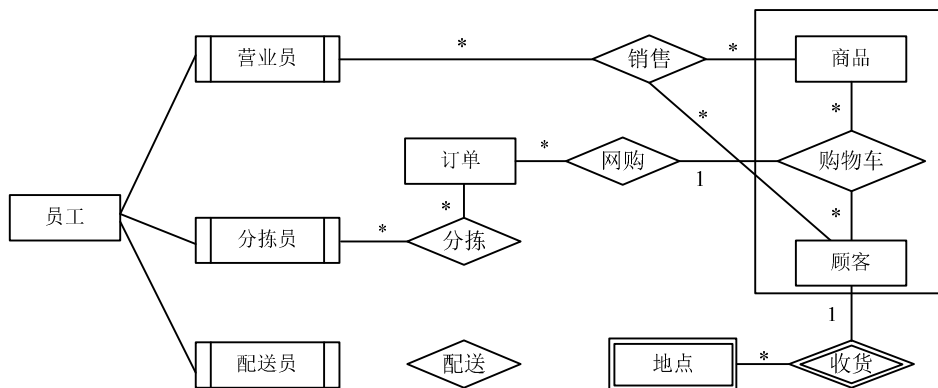 营业员
*
销售
*
商品
*
*
订单
*
网购
1
购物车
*
*
员工
分拣员
*
分拣
顾客
1
配送员
配送
地点
*
收货